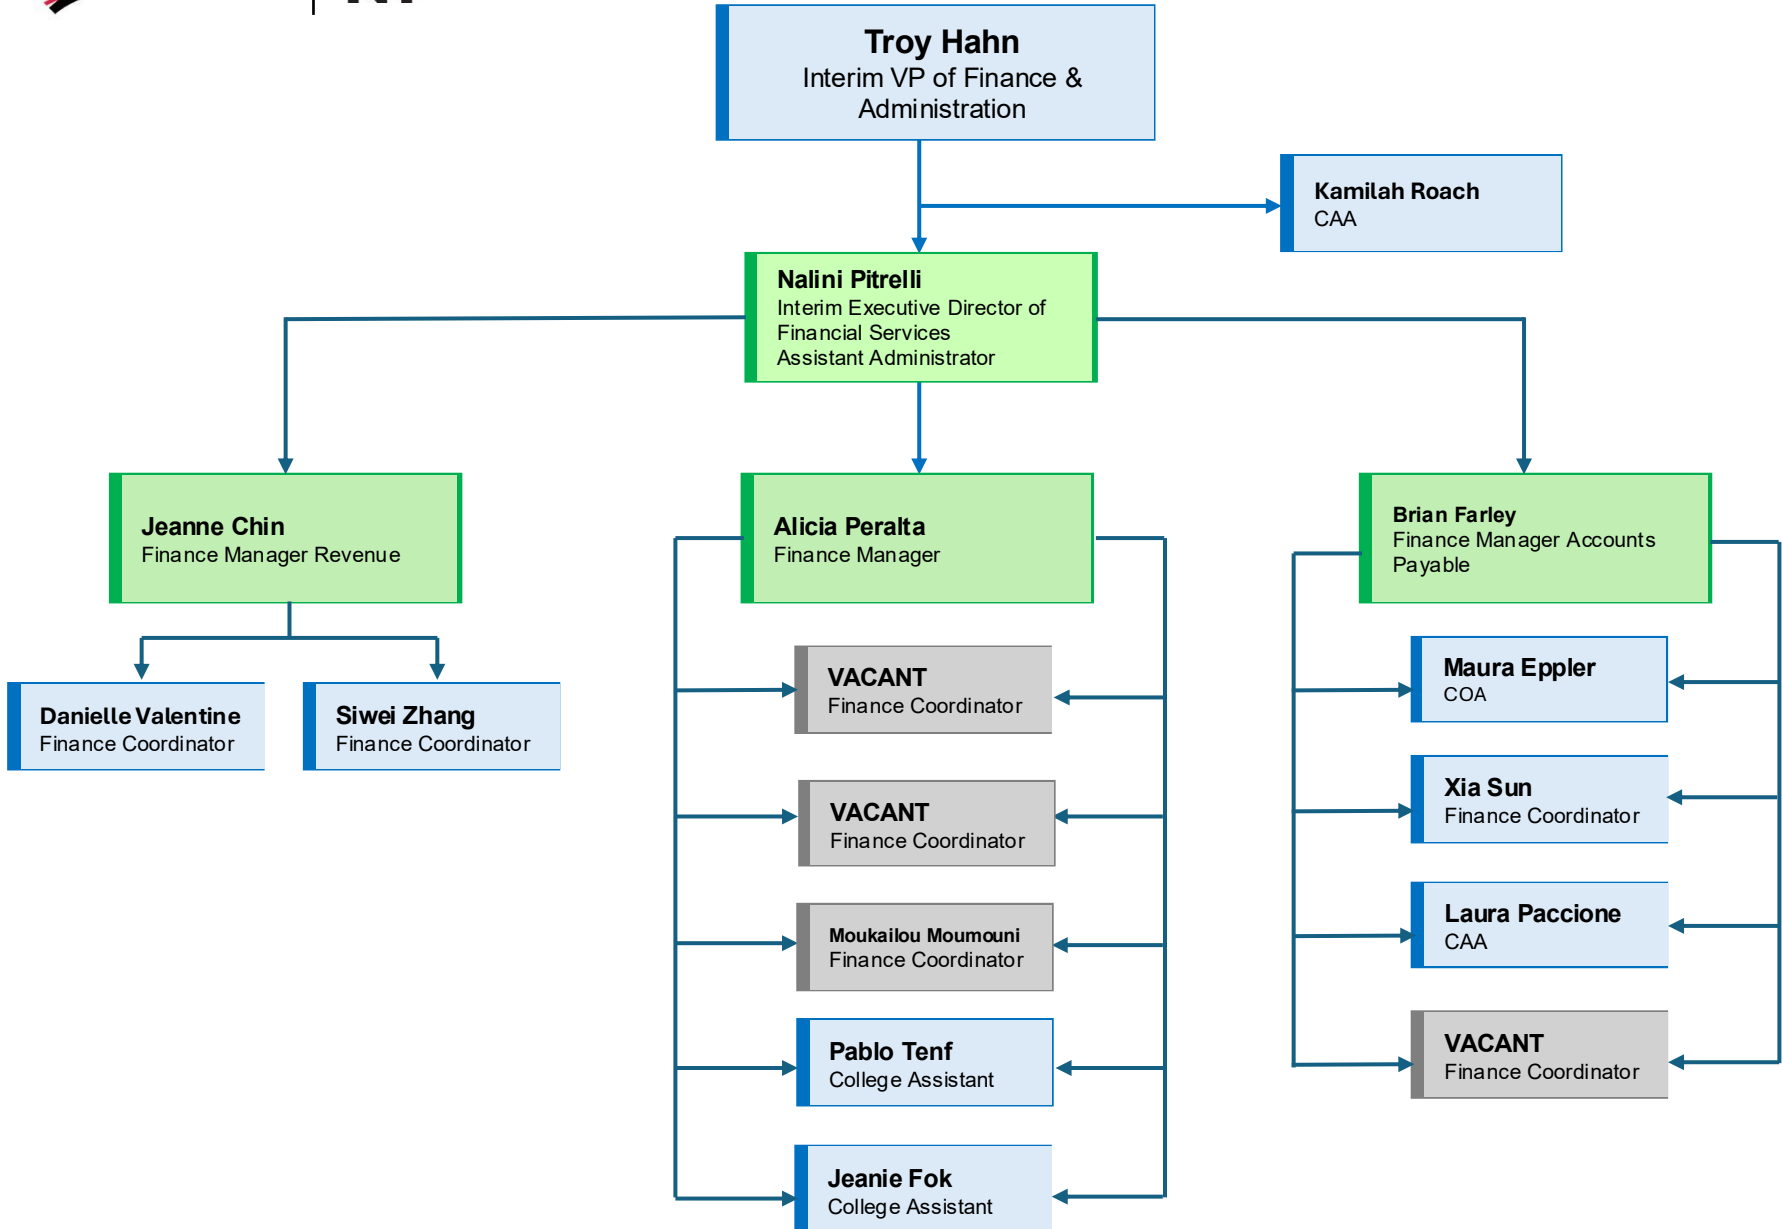 Troy Hahn
Interim VP of Finance &
Administration
Kamilah Roach
CAA
Nalini Pitrelli
Interim Executive Director of
Financial Services
Assistant Administrator
Jeanne Chin
Finance Manager Revenue
Danielle Valentine
Finance Coordinator
Siwei Zhang
Finance Coordinator
Alicia Peralta
Finance Manager
VACANT
Finance Coordinator
VACANT
Finance Coordinator
Moukailou Moumouni
Finance Coordinator
Pablo Tenf
College Assistant
Jeanie Fok
College Assistant
Brian Farley
Finance Manager Accounts
Payable
Maura Eppler
COA
Xia Sun
Finance Coordinator
Laura Paccione
CAA
VACANT
Finance Coordinator